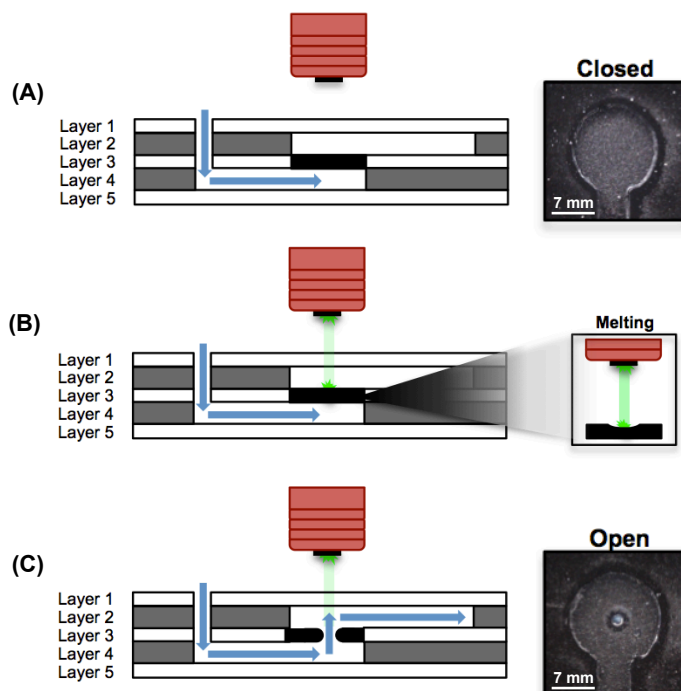 Closed
(A)
Layer 1
Layer 2
Layer 3
Layer 4
Layer 5
7 mm
(B)
Melting
Layer 1
Layer 2
Layer 3
Layer 4
Layer 5
Open
(C)
Layer 1
Layer 2
Layer 3
Layer 4
Layer 5
7 mm